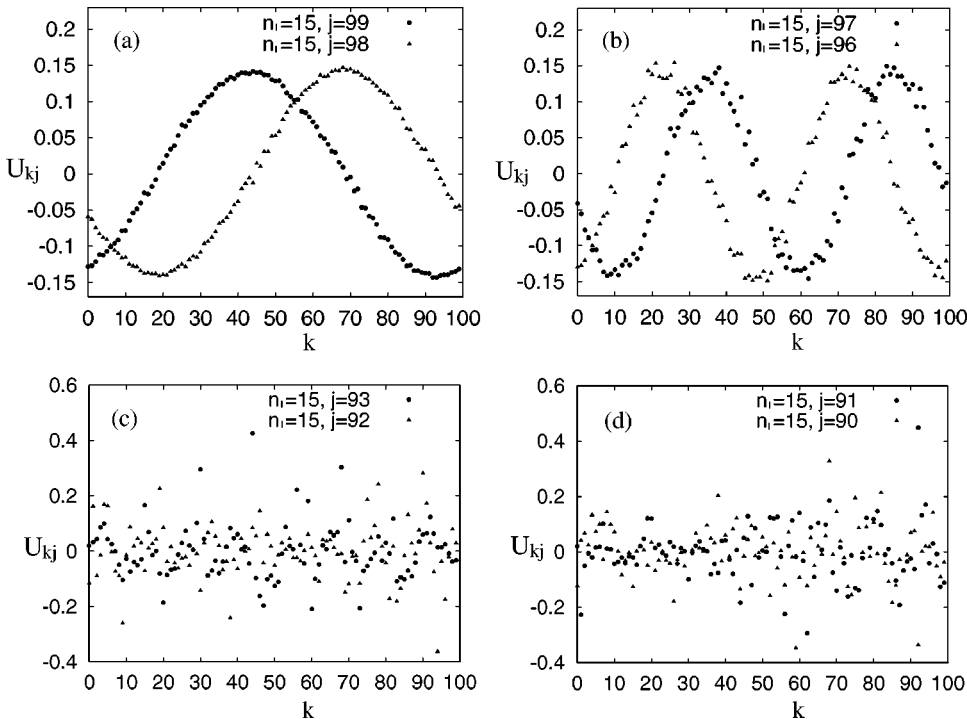 (a)
n₁=15, j=99
n₁=15, j=98
0.2
0.15
0.1
0.05
0
-0.05
-0.1
-0.15
U_kj
0 10 20 30 40 50 60 70 80 90 100
k
(b)
n₁=15, j=97
n₁=15, j=96
0.2
0.15
0.1
0.05
0
-0.05
-0.1
-0.15
U_kj
0 10 20 30 40 50 60 70 80 90 100
k
(c)
n₁=15, j=93
n₁=15, j=92
0.6
0.4
0.2
0
-0.2
-0.4
U_kj
0 10 20 30 40 50 60 70 80 90 100
k
(d)
n₁=15, j=91
n₁=15, j=90
0.6
0.4
0.2
0
-0.2
-0.4
U_kj
0 10 20 30 40 50 60 70 80 90 100
k